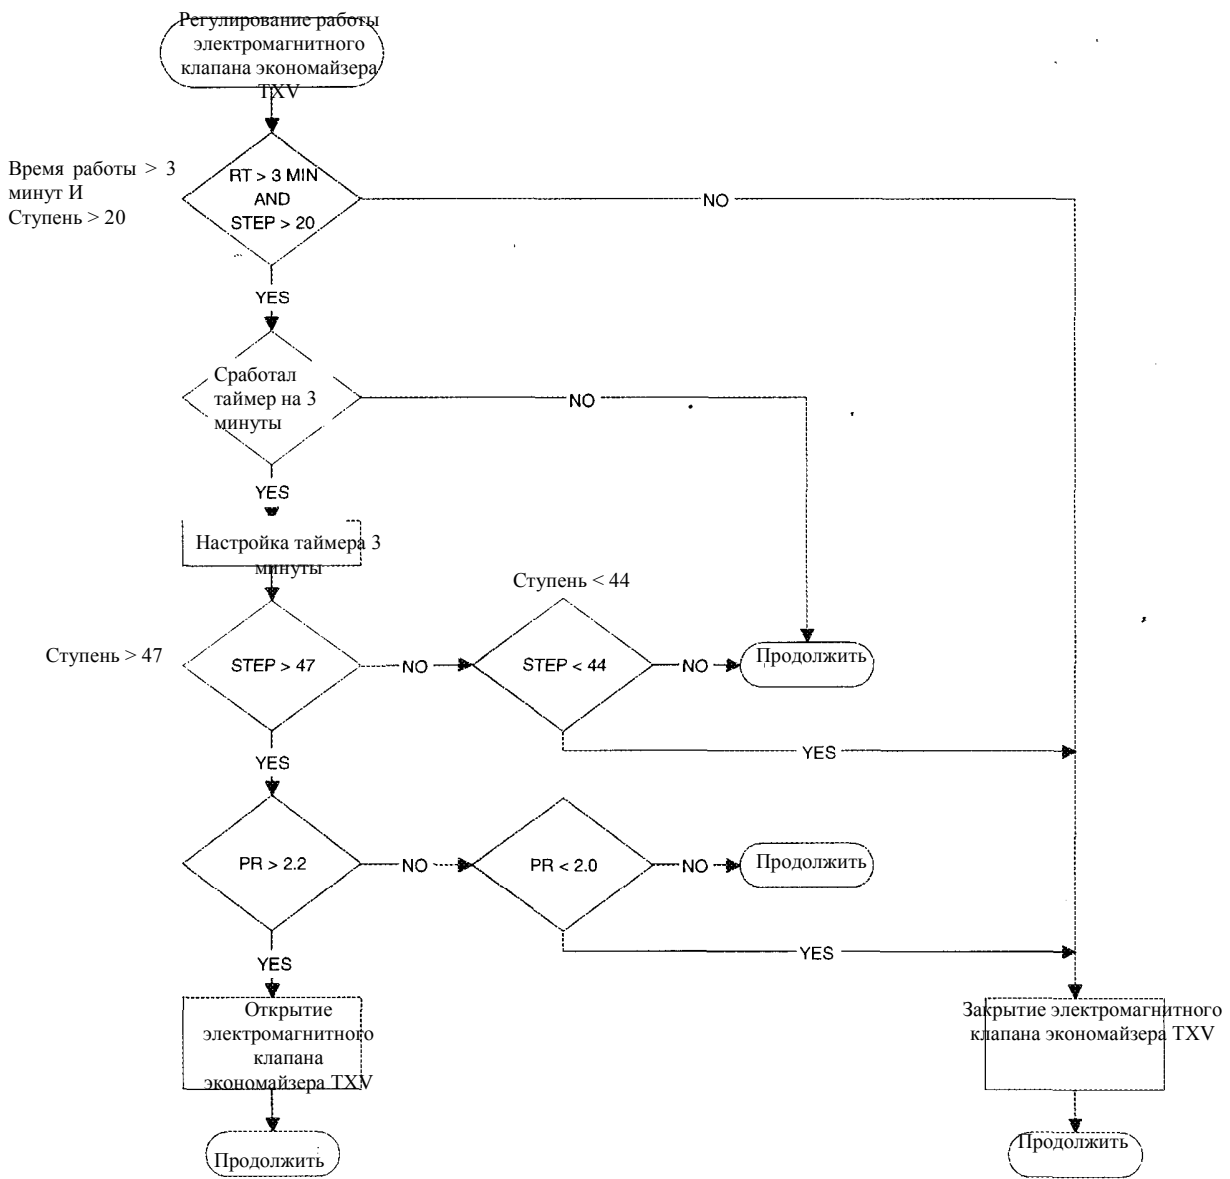 Регулирование работы
электромагнитного
клапана экономайзера
TXV
Время работы > 3
минут И
Ступень > 20
RT > 3 MIN
AND
STEP > 20
NO
YES
Сработал
таймер на 3
минуты
NO
YES
Настройка таймера 3
минуты
Ступень < 44
Ступень > 47
STEP > 47
NO
STEP < 44
NO
Продолжить
YES
YES
PR > 2.2
NO
PR < 2.0
NO
Продолжить
YES
YES
Открытие
электромагнитного
клапана
экономайзера TXV
Закрытие электромагнитного
клапана экономайзера TXV
Продолжить
Продолжить